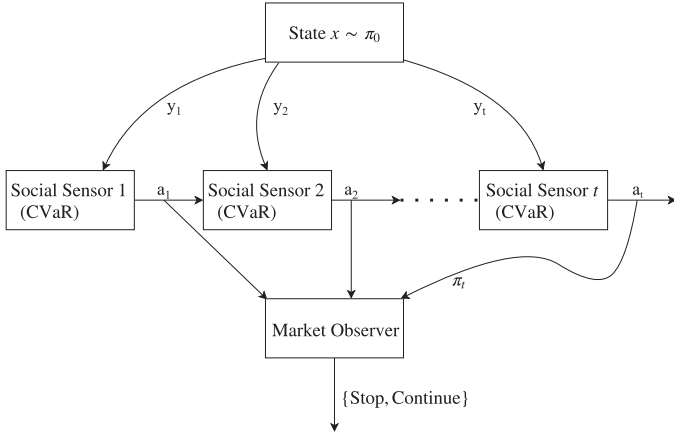 State x ∼ π₀
y₁
y₂
yₜ
Social Sensor 1
(CVaR)
a₁
Social Sensor 2
(CVaR)
a₂
Social Sensor t
(CVaR)
aₜ
πₜ
Market Observer
{Stop, Continue}